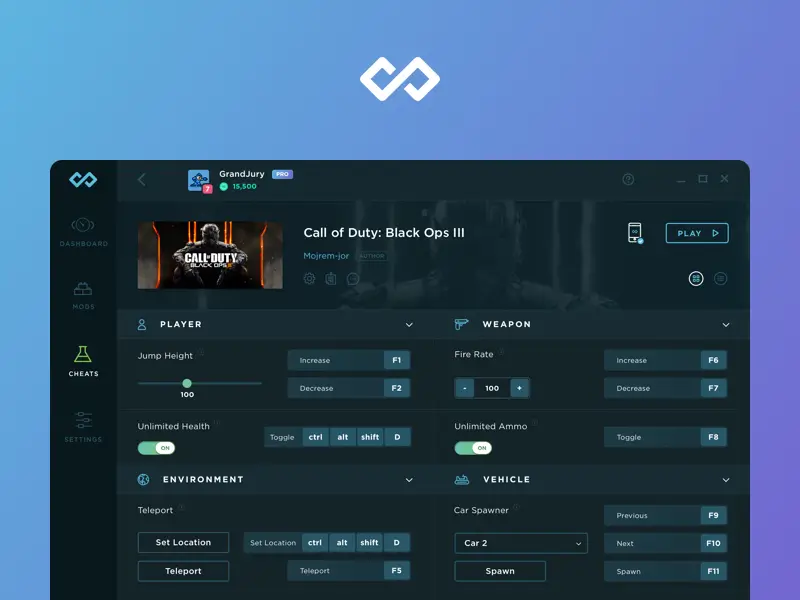 GrandJury PRO
15,500
7
DASHBOARD
MODS
CHEATS
SETTINGS
CALL OF DUTY
BLACK OPS III
Call of Duty: Black Ops III
Mojrem-jor AUTHOR
PLAY
PLAYER
Jump Height
100
Increase F1
Decrease F2
Unlimited Health
ON
Toggle ctrl alt shift D
WEAPON
Fire Rate
- 100 +
Increase F6
Decrease F7
Unlimited Ammo
ON
Toggle F8
ENVIRONMENT
Teleport
Set Location
Set Location ctrl alt shift D
Teleport
Teleport F5
VEHICLE
Car Spawner
Car 2
Spawn
Previous F9
Next F10
Spawn F11